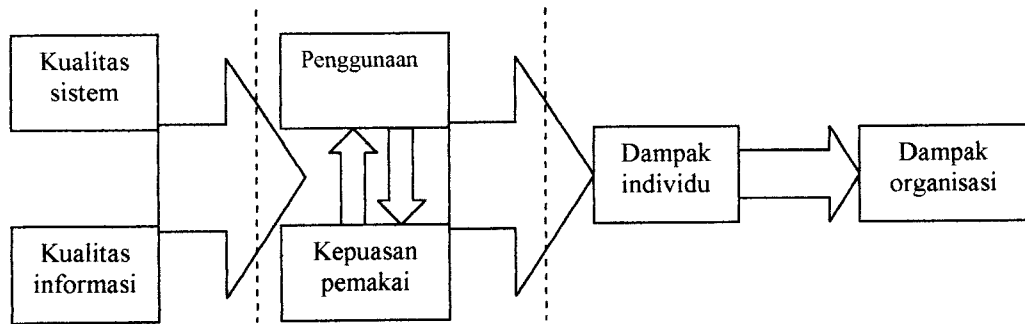 Kualitas
sistem
Kualitas
informasi
Penggunaan
Kepuasan
pemakai
Dampak
individu
Dampak
organisasi